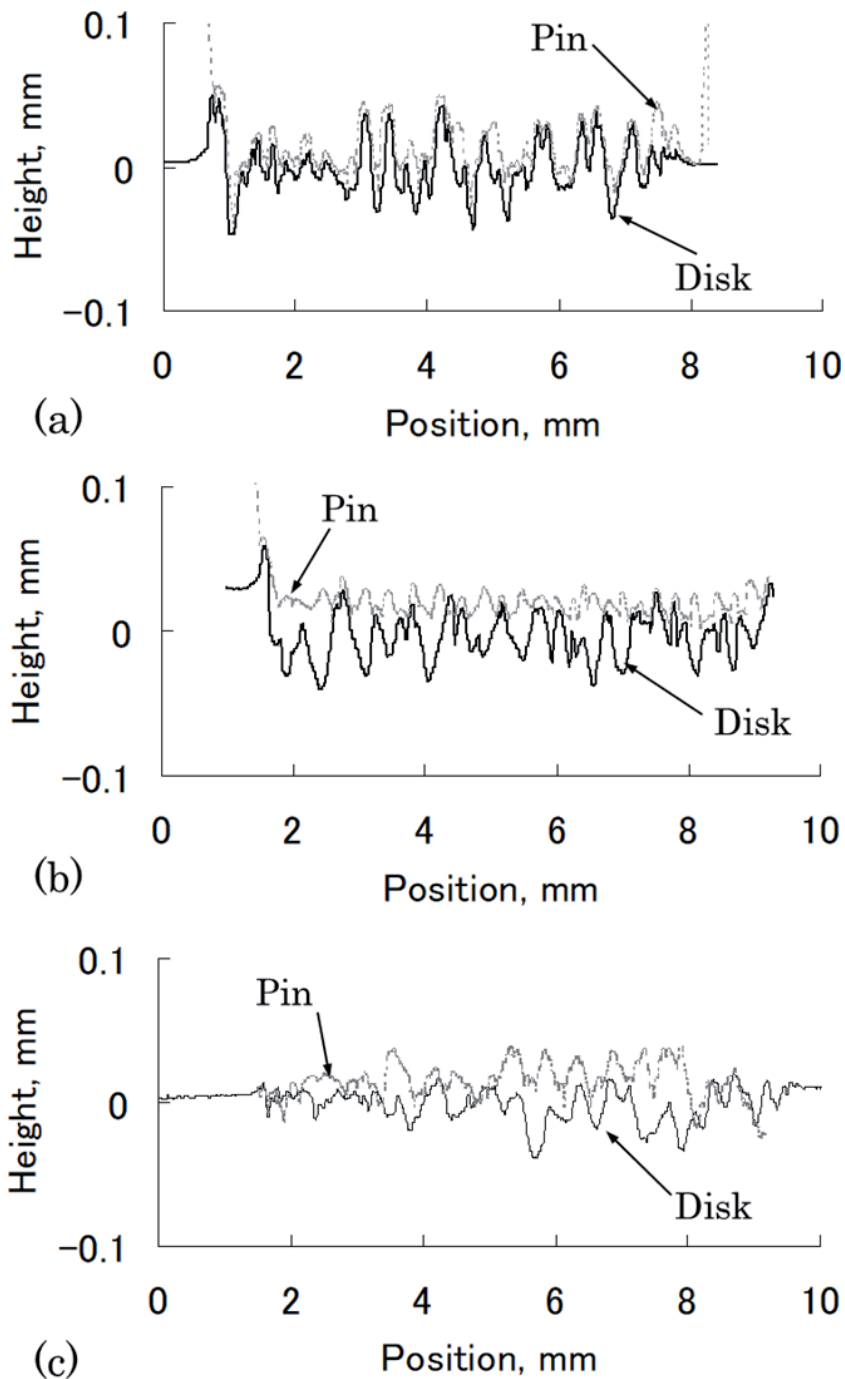 0.1
Pin
Height, mm
0
Disk
−0.1
0 2 4 6 8 10
(a)
Position, mm
0.1
Pin
Height, mm
0
Disk
−0.1
0 2 4 6 8 10
(b)
Position, mm
0.1
Pin
Height, mm
0
Disk
−0.1
0 2 4 6 8 10
(c)
Position, mm